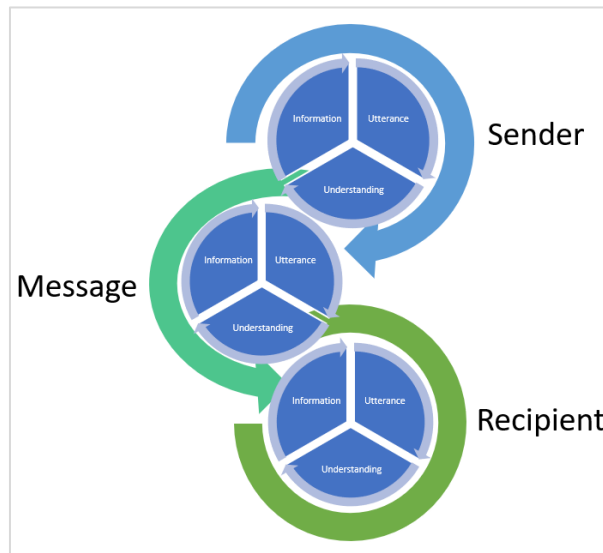 Information
Utterance
Understanding
Sender
Information
Utterance
Understanding
Message
Information
Utterance
Understanding
Recipient